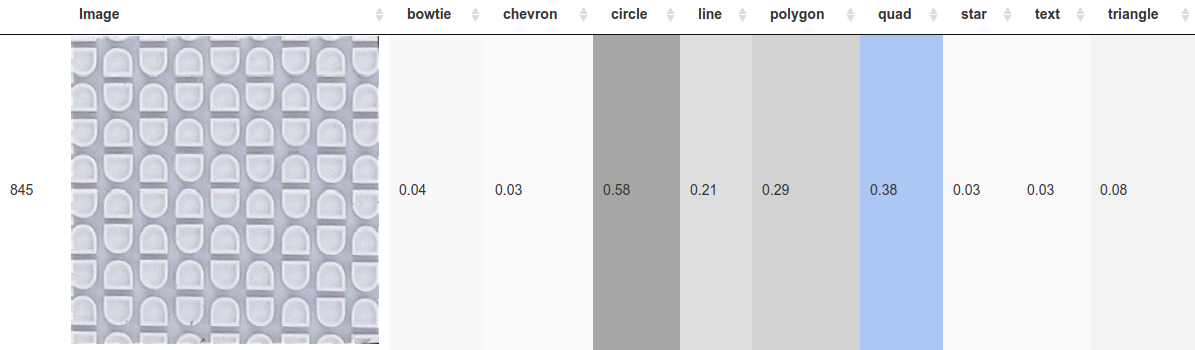 Image bowtie chevron circle line polygon quad star text triangle
845 0.04 0.03 0.58 0.21 0.29 0.38 0.03 0.03 0.08